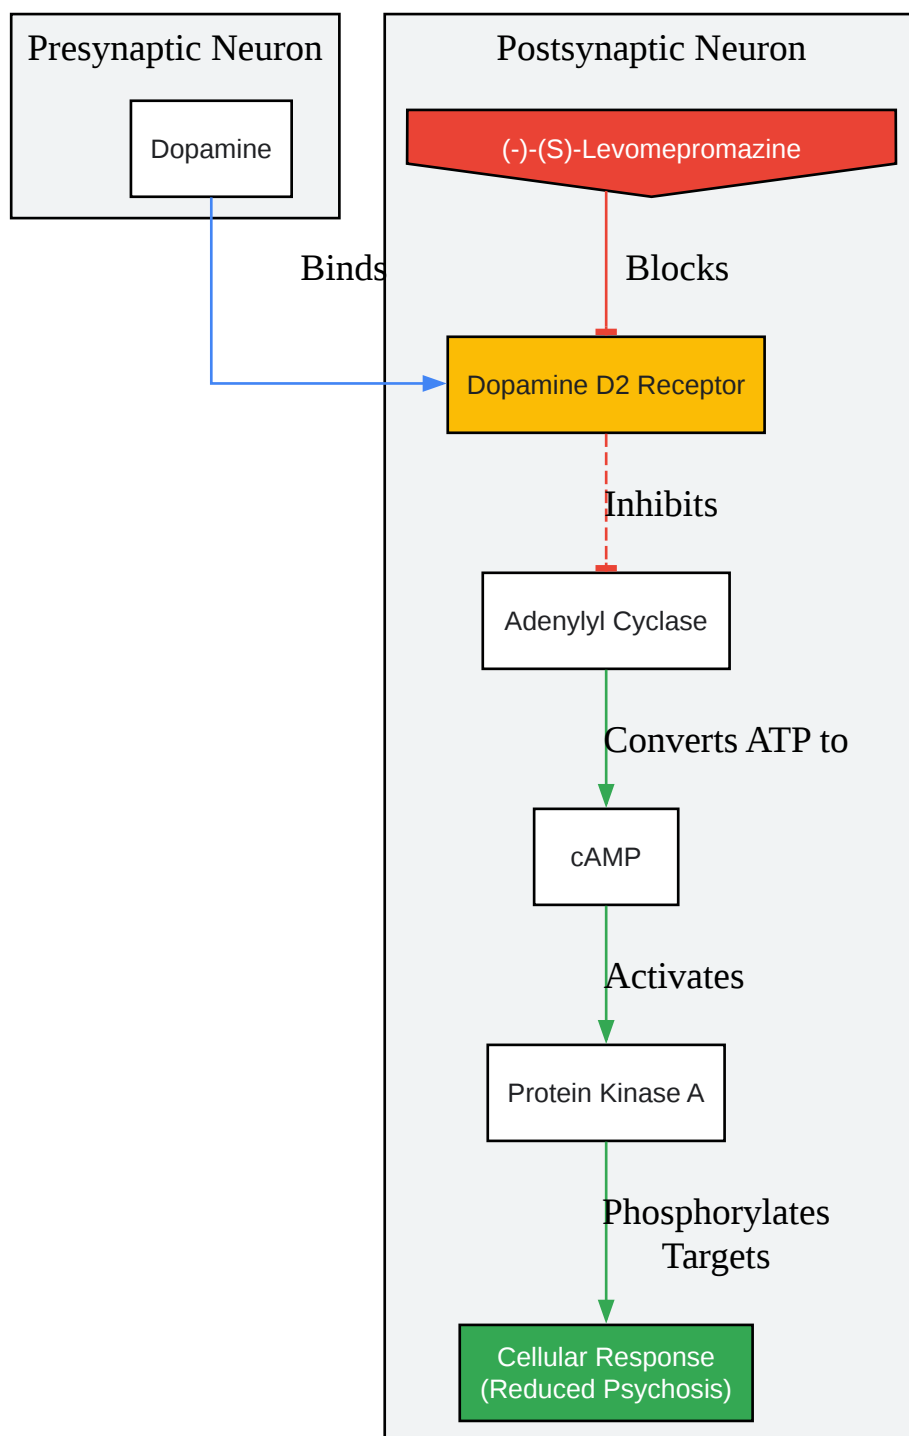 Presynaptic Neuron
Postsynaptic Neuron
Dopamine
(-)-(S)-Levomepromazine
Binds
Blocks
Dopamine D2 Receptor
Inhibits
Adenylyl Cyclase
Converts ATP to
cAMP
Activates
Protein Kinase A
Phosphorylates
Targets
Cellular Response
(Reduced Psychosis)